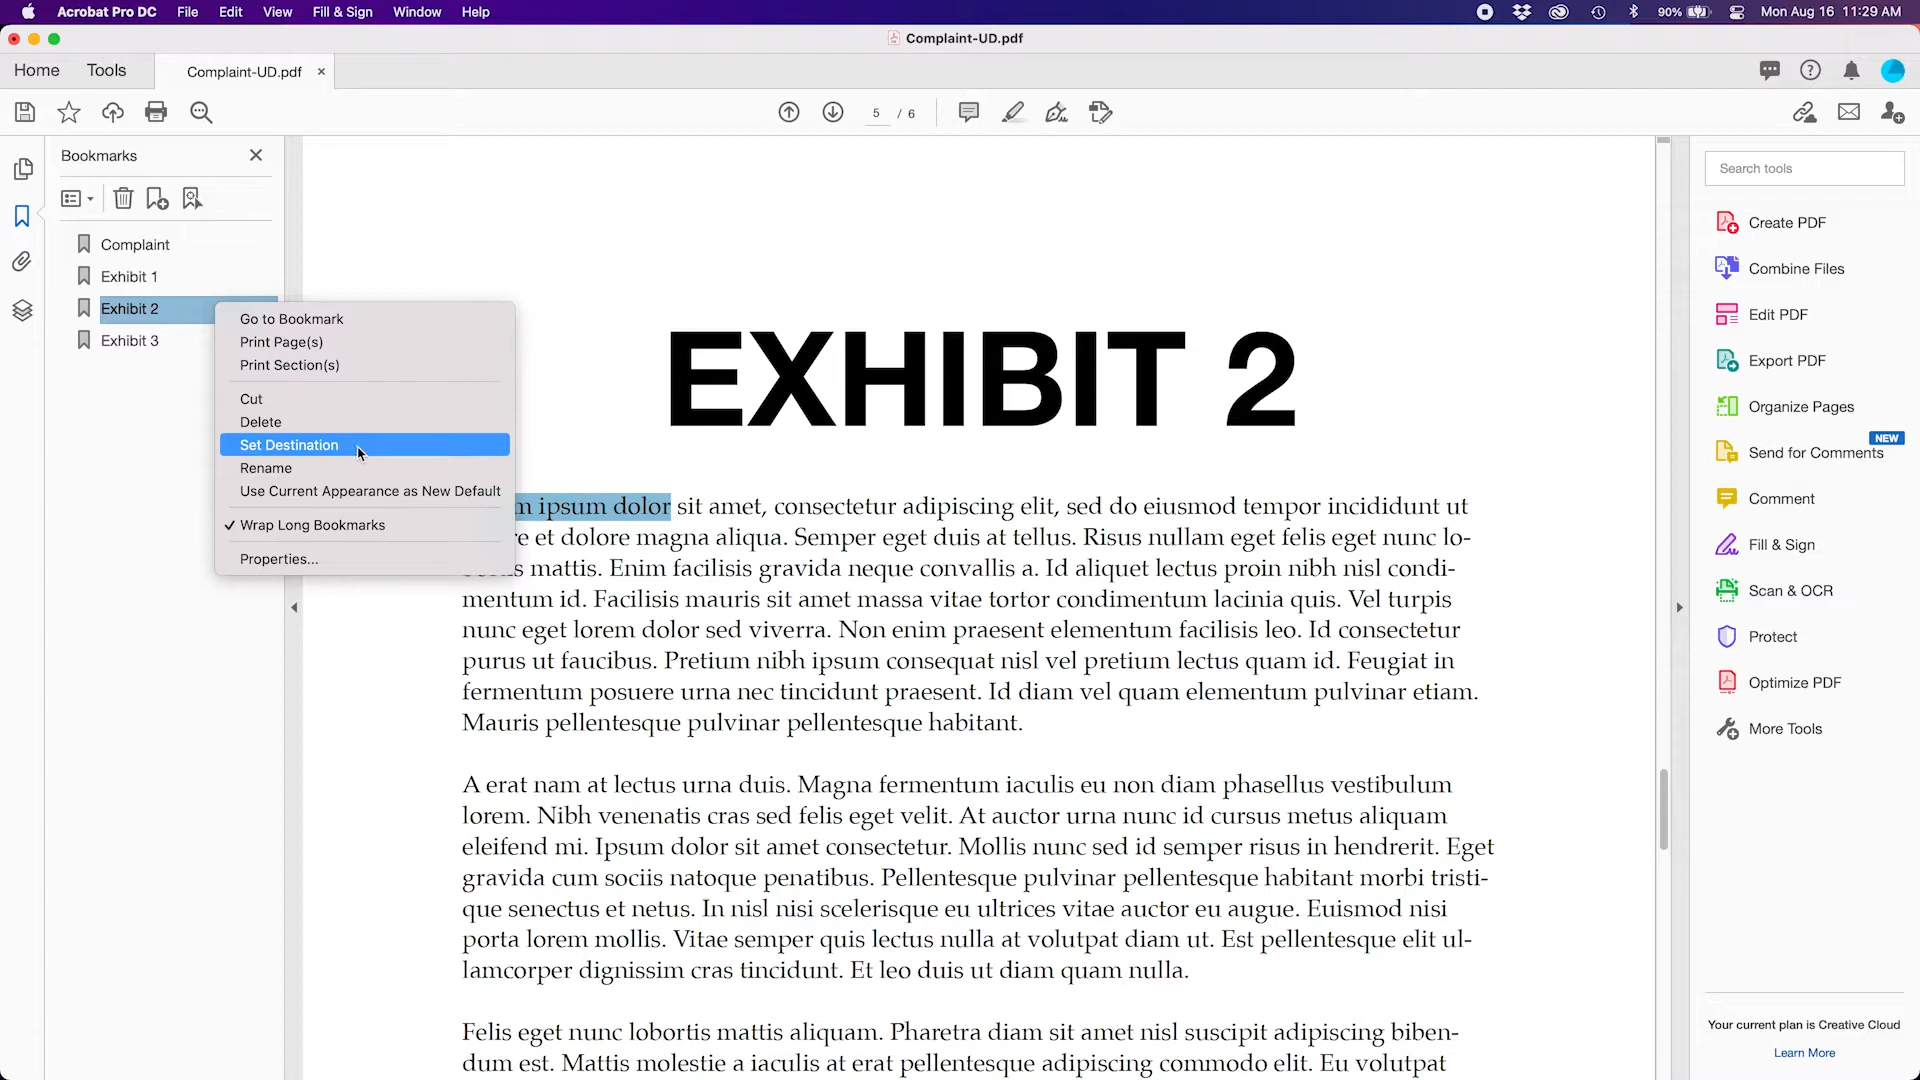 Acrobat Pro DC File Edit View Fill & Sign Window Help 90% Mon Aug 16 11:29 AM
Complaint-UD.pdf
Home Tools Complaint-UD.pdf ×
5 / 6
Bookmarks
Complaint
Exhibit 1
Exhibit 2
Exhibit 3
Go to Bookmark
Print Page(s)
Print Section(s)
Cut
Delete
Set Destination
Rename
Use Current Appearance as New Default
✓ Wrap Long Bookmarks
Properties...
EXHIBIT 2
ipsum dolor sit amet, consectetur adipiscing elit, sed do eiusmod tempor incididunt ut
et dolore magna aliqua. Semper eget duis at tellus. Risus nullam eget felis eget nunc lo-
mattis. Enim facilisis gravida neque convallis a. Id aliquet lectus proin nibh nisl condi-
mentum id. Facilisis mauris sit amet massa vitae tortor condimentum lacinia quis. Vel turpis
nunc eget lorem dolor sed viverra. Non enim praesent elementum facilisis leo. Id consectetur
purus ut faucibus. Pretium nibh ipsum consequat nisl vel pretium lectus quam id. Feugiat in
fermentum posuere urna nec tincidunt praesent. Id diam vel quam elementum pulvinar etiam.
Mauris pellentesque pulvinar pellentesque habitant.
A erat nam at lectus urna duis. Magna fermentum iaculis eu non diam phasellus vestibulum
lorem. Nibh venenatis cras sed felis eget velit. At auctor urna nunc id cursus metus aliquam
eleifend mi. Ipsum dolor sit amet consectetur. Mollis nunc sed id semper risus in hendrerit. Eget
gravida cum sociis natoque penatibus. Pellentesque pulvinar pellentesque habitant morbi tristi-
que senectus et netus. In nisl nisi scelerisque eu ultrices vitae auctor eu augue. Euismod nisi
porta lorem mollis. Vitae semper quis lectus nulla at volutpat diam ut. Est pellentesque elit ul-
lamcorper dignissim cras tincidunt. Et leo duis ut diam quam nulla.
Felis eget nunc lobortis mattis aliquam. Pharetra diam sit amet nisl suscipit adipiscing biben-
dum est. Mattis molestie a iaculis at erat pellentesque adipiscing commodo elit. Eu volutpat
Search tools
Create PDF
Combine Files
Edit PDF
Export PDF
Organize Pages
NEW
Send for Comments
Comment
Fill & Sign
Scan & OCR
Protect
Optimize PDF
More Tools
Your current plan is Creative Cloud
Learn More